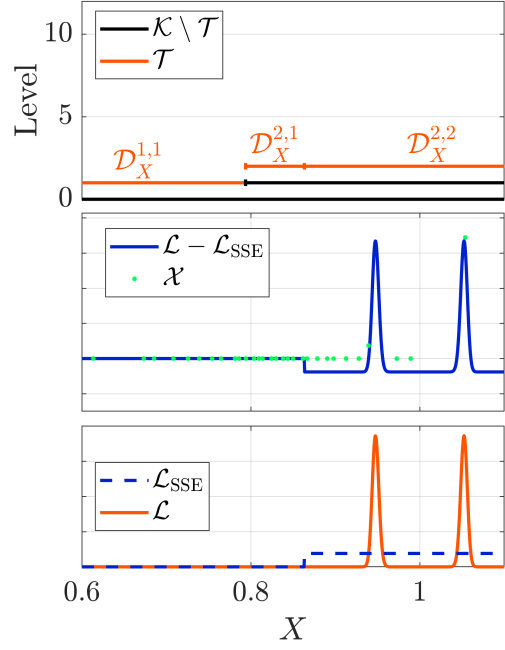 10
𝒦 \ 𝒯
𝒯
Level
5
𝒟_X^{1,1}
𝒟_X^{2,1}
𝒟_X^{2,2}
0
ℒ − ℒ_SSE
𝒳
ℒ_SSE
ℒ
0.6
0.8
1
X